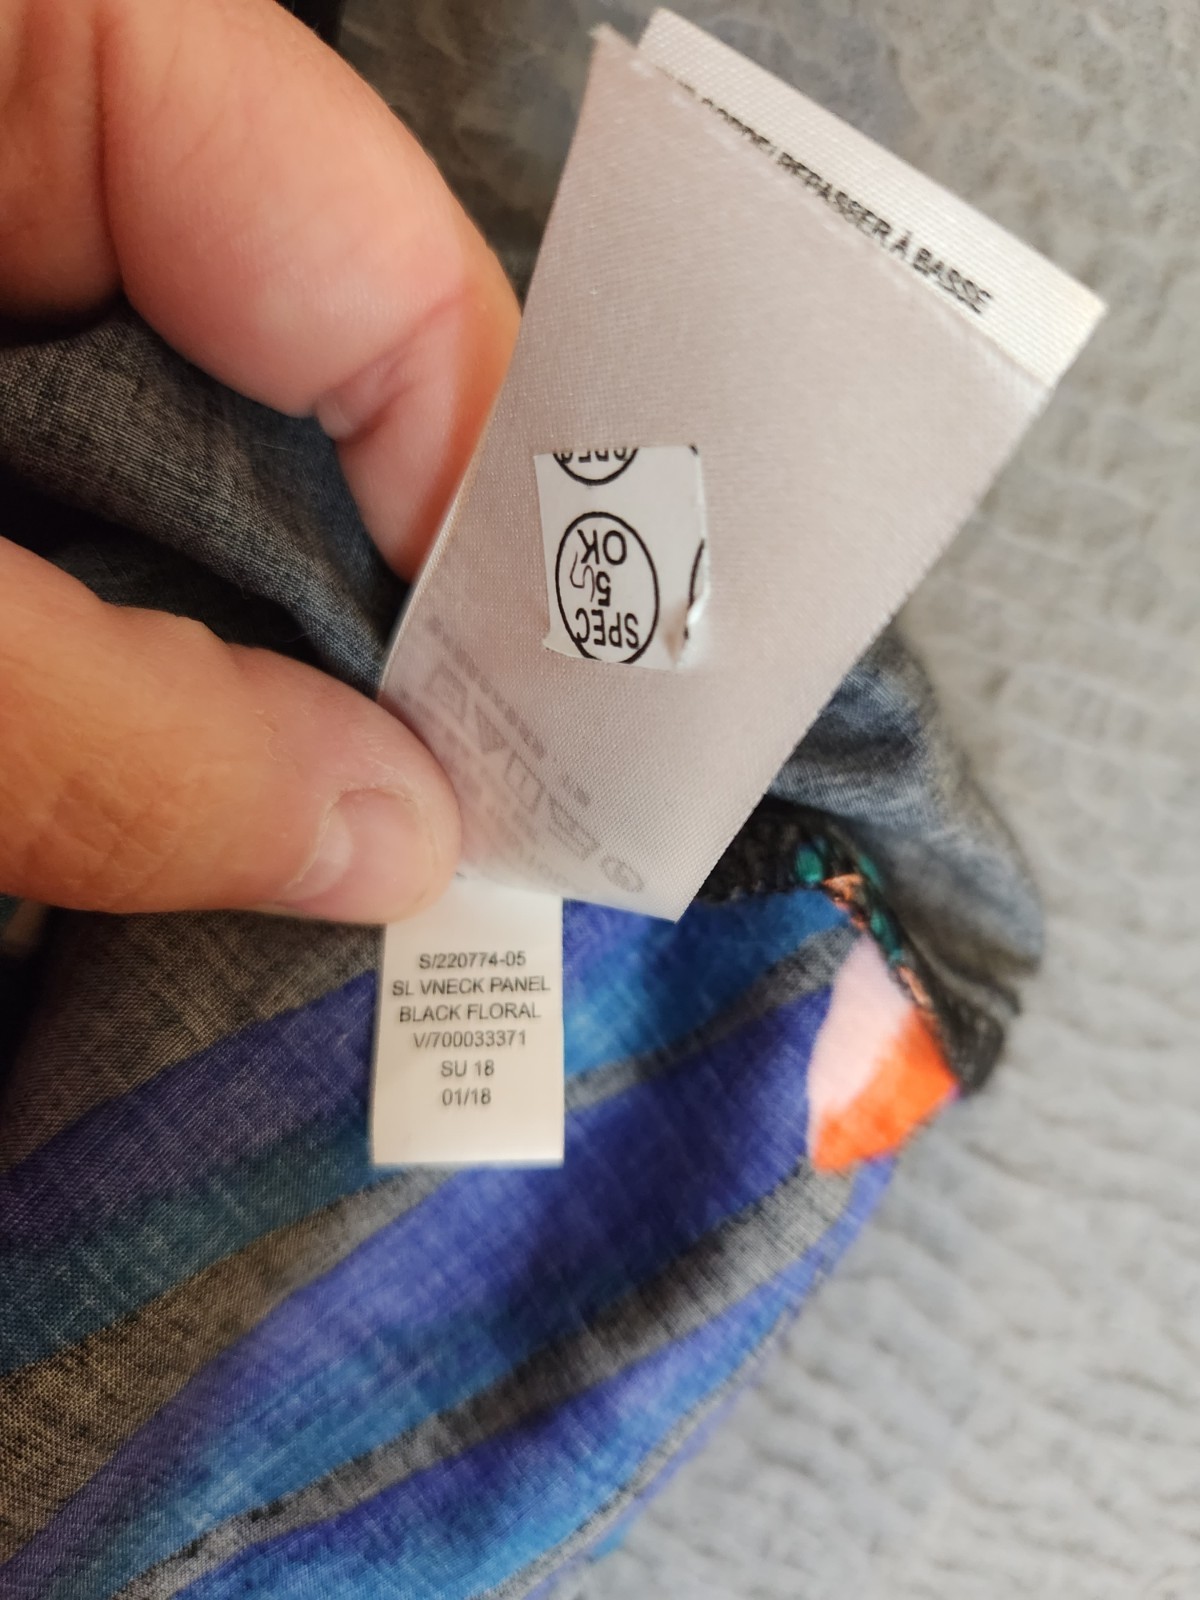 REPASSER À BASSE
SPEC
5
OK
S/220774-05
SL VNECK PANEL
BLACK FLORAL
V/700033371
SU 18
01/18